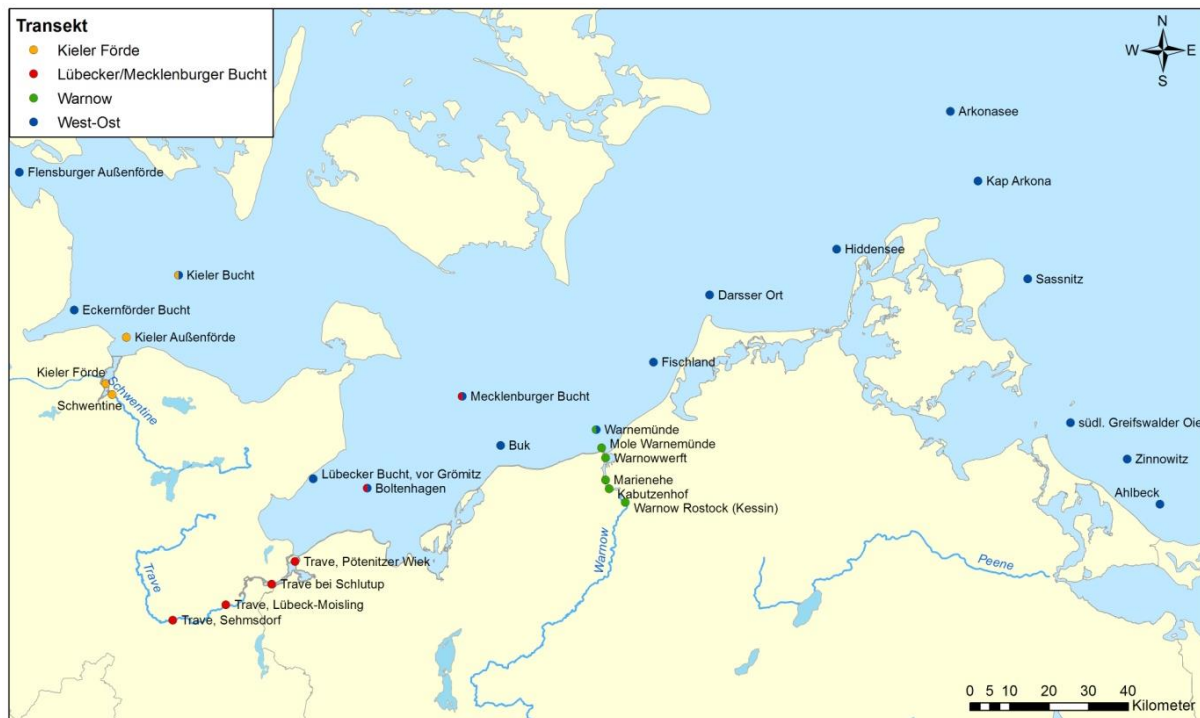 Transekt
Kieler Förde
Lübecker/Mecklenburger Bucht
Warnow
West-Ost
N
W E
S
Arkonasee
Flensburger Außenförde
Kap Arkona
Hiddensee
Kieler Bucht
Sassnitz
Darsser Ort
Eckernförder Bucht
Kieler Außenförde
Fischland
Kieler Förde
Schwentine
Schwentine
Mecklenburger Bucht
südl. Greifswalder Oie
Warnemünde
Mole Warnemünde
Buk
Warnowwerft
Zinnowitz
Lübecker Bucht, vor Grömitz
Marienehe
Boltenhagen
Kabutzenhof
Ahlbeck
Warnow Rostock (Kessin)
Warnow
Peene
Trave, Pötenitzer Wiek
Trave
Trave bei Schlutup
Trave, Lübeck-Moisling
Trave, Sehmsdorf
0 5 10 20 30 40
Kilometer